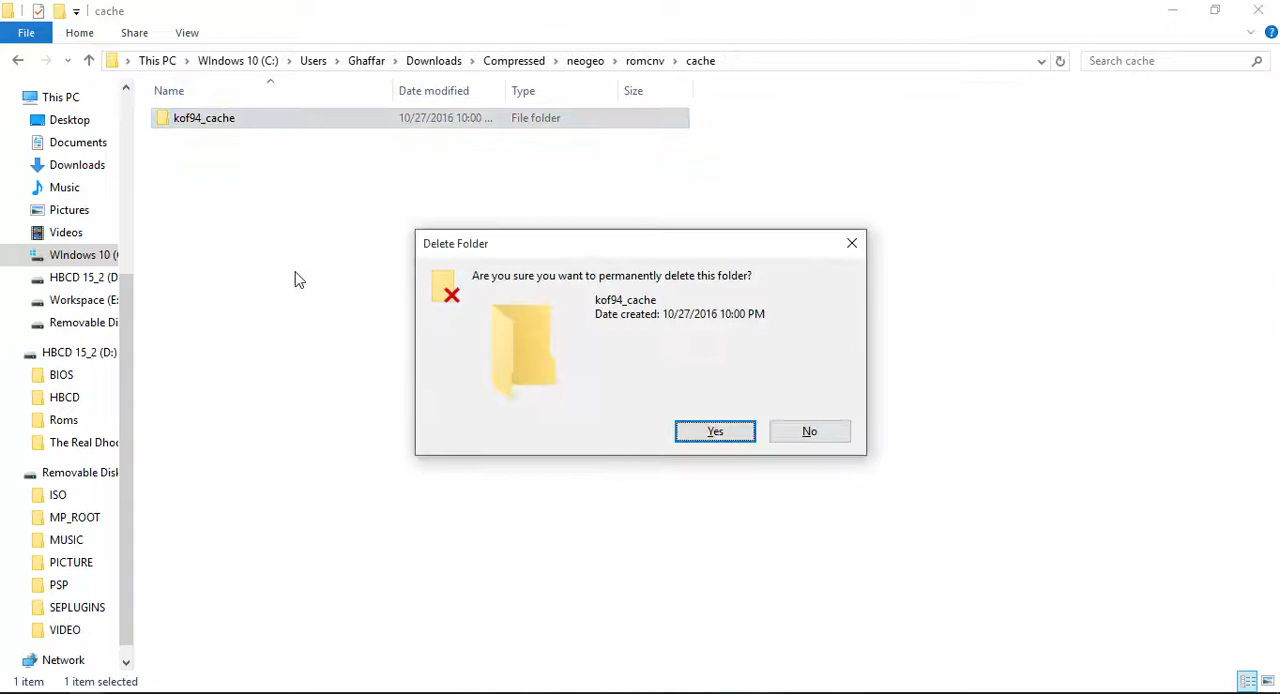 cache
File Home Share View
This PC WIndows 10 (C:) Users Ghaffar Downloads Compressed neogeo romcnv cache
Search cache
Name Date modified Type Size
kof94_cache 10/27/2016 10:00 ... File folder
This PC
Desktop
Documents
Downloads
Music
Pictures
Videos
WIndows 10 (
HBCD 15_2 (D
Workspace (E:
Removable Di
HBCD 15_2 (D:)
BIOS
HBCD
Roms
The Real Dho
Removable Disk
ISO
MP_ROOT
MUSIC
PICTURE
PSP
SEPLUGINS
VIDEO
Network
Delete Folder
Are you sure you want to permanently delete this folder?
kof94_cache
Date created: 10/27/2016 10:00 PM
Yes No
1 item 1 item selected